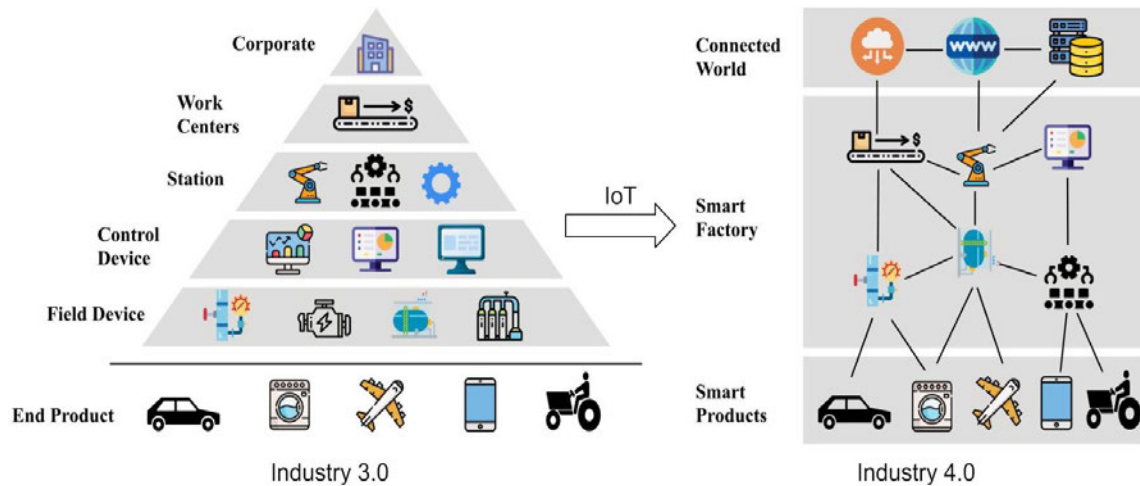 Corporate
$
Work
Centers
Station
Control
Device
Field Device
End Product
Industry 3.0
IoT
Connected
World
WWW
$
Smart
Factory
Smart
Products
Industry 4.0